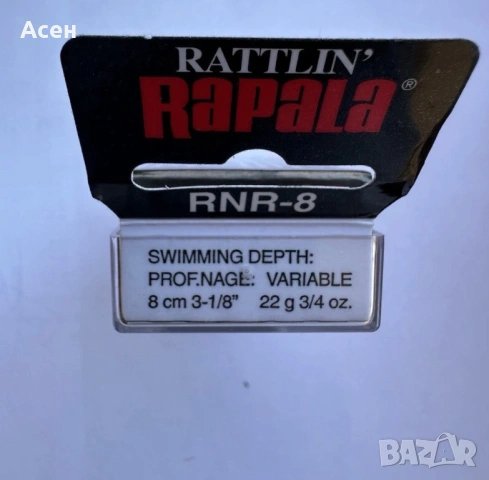 Асен
RATTLIN'
Rapala®
RNR-8
SWIMMING DEPTH:
PROF.NAGE: VARIABLE
8 cm 3-1/8" 22 g 3/4 oz.
BAZAR